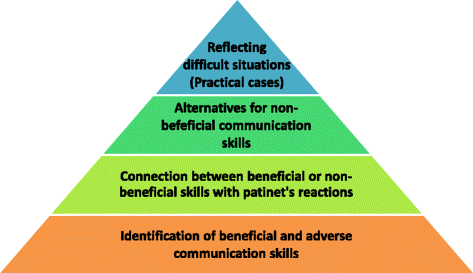 Reflecting
difficult situations
(Practical cases)
Alternatives for non-
befeficial communication
skills
Connection between beneficial or non-
beneficial skills with patinet's reactions
Identification of beneficial and adverse
communication skills